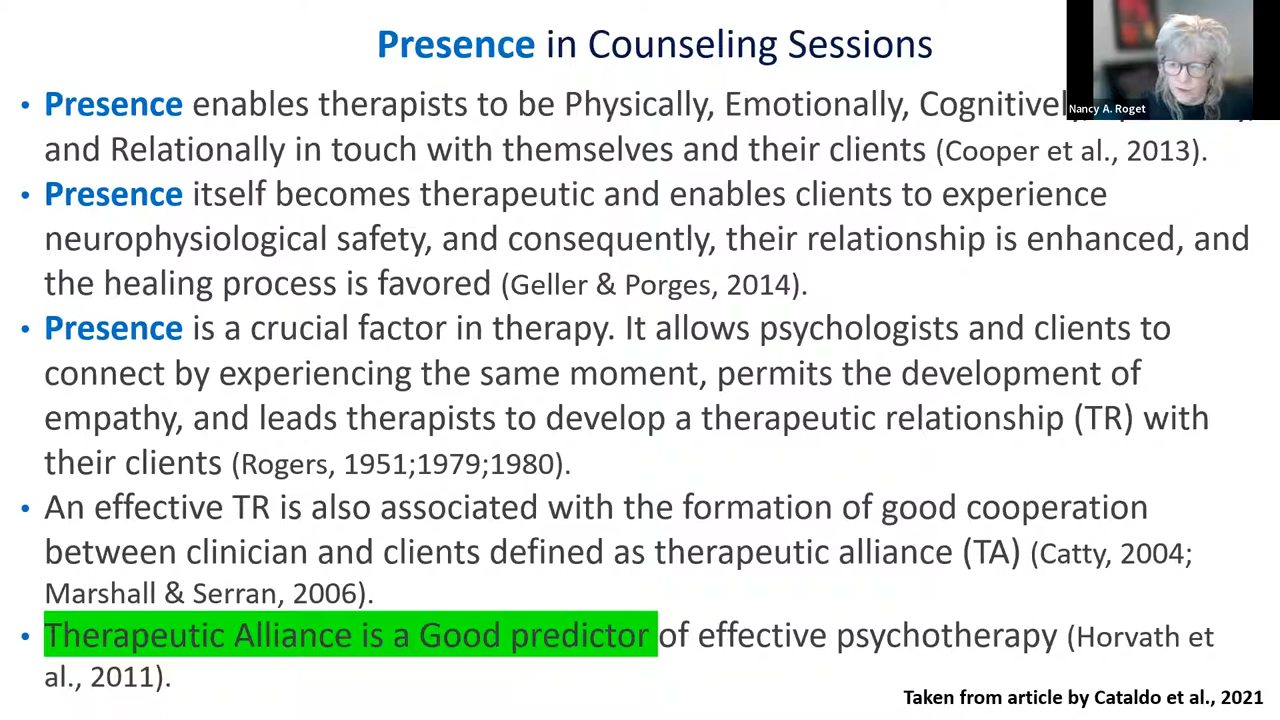 Presence in Counseling Sessions
Nancy A. Roget
• Presence enables therapists to be Physically, Emotionally,
and Relationally in touch with themselves and their clients (Cooper et al., 2013).
• Presence itself becomes therapeutic and enables clients to experience
neurophysiological safety, and consequently, their relationship is enhanced, and
the healing process is favored (Geller & Porges, 2014).
• Presence is a crucial factor in therapy. It allows psychologists and clients to
connect by experiencing the same moment, permits the development of
empathy, and leads therapists to develop a therapeutic relationship (TR) with
their clients (Rogers, 1951;1979;1980).
• An effective TR is also associated with the formation of good cooperation
between clinician and clients defined as therapeutic alliance (TA) (Catty, 2004;
Marshall & Serran, 2006).
• Therapeutic Alliance is a Good predictor of effective psychotherapy (Horvath et
al., 2011).
Taken from article by Cataldo et al., 2021